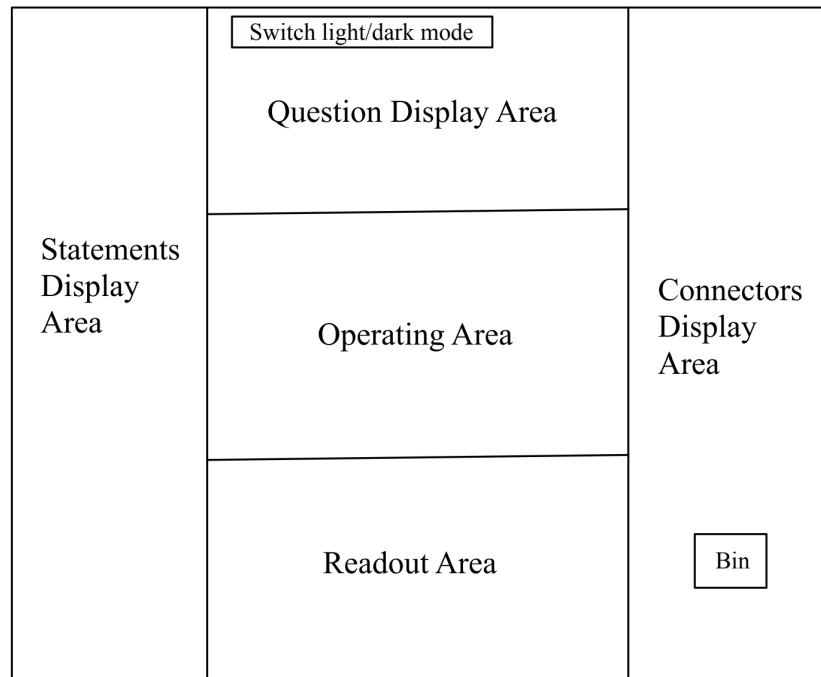 Switch light/dark mode
Question Display Area
Statements
Display
Area
Operating Area
Connectors
Display
Area
Readout Area
Bin